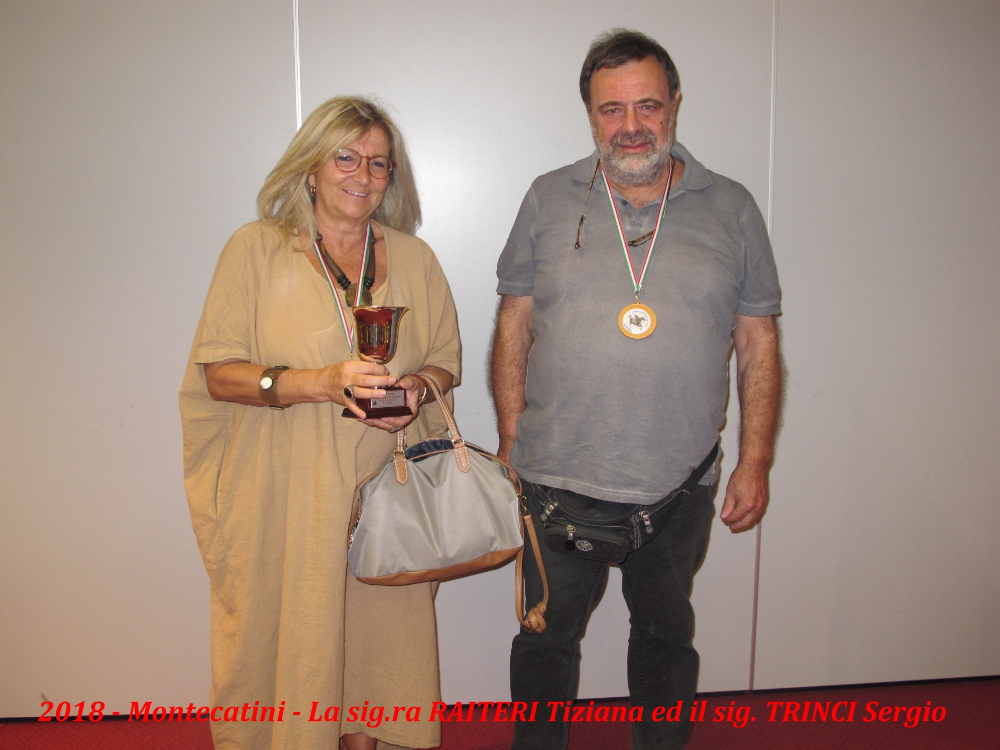 2018 - Montecatini - La sig.ra RAITERI Tiziana ed il sig. TRINCI Sergio